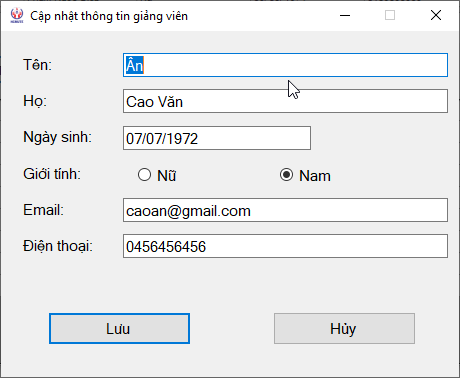 Cập nhật thông tin giảng viên
Tên: Ân
Họ: Cao Văn
Ngày sinh: 07/07/1972
Giới tính: Nữ Nam
Email: caoan@gmail.com
Điện thoại: 0456456456
Lưu Hủy